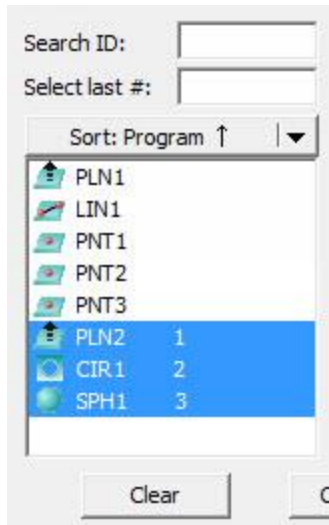 Search ID:
Select last #:
Sort: Program ↑
PLN1
LIN1
PNT1
PNT2
PNT3
PLN2 1
CIR1 2
SPH1 3
Clear